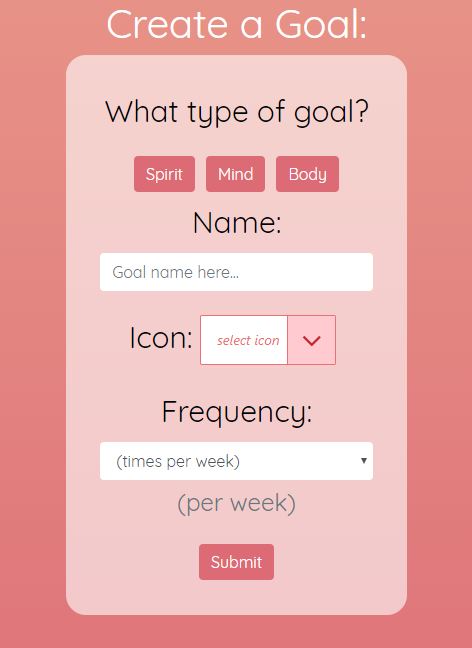 Create a Goal:
What type of goal?
Spirit Mind Body
Name:
Goal name here...
Icon: select icon
Frequency:
(times per week)
(per week)
Submit